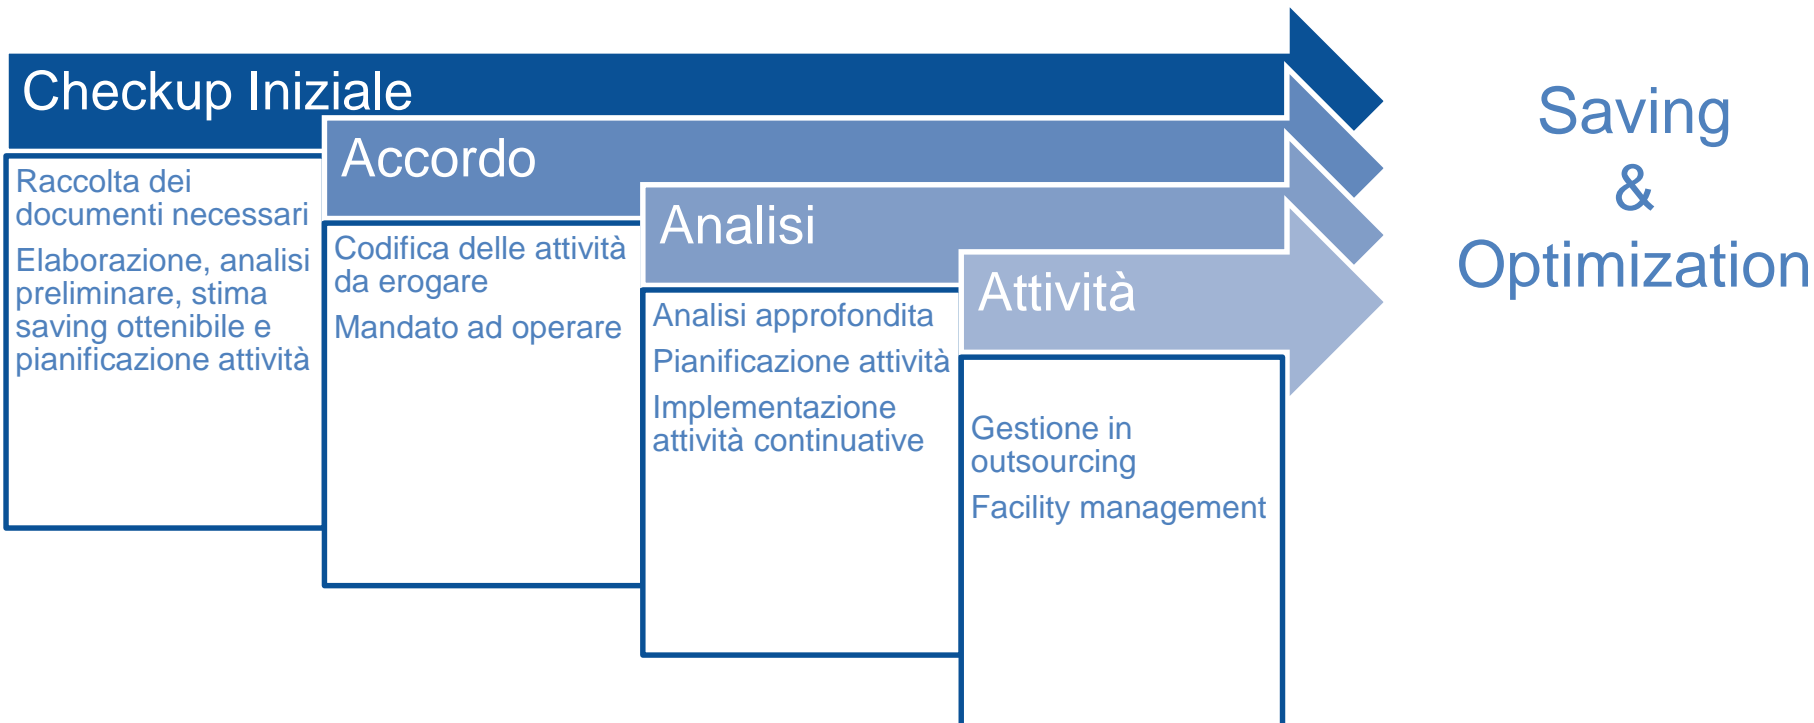 Checkup Iniziale
Raccolta dei
documenti necessari
Elaborazione, analisi
preliminare, stima
saving ottenibile e
pianificazione attività
Accordo
Codifica delle attività
da erogare
Mandato ad operare
Analisi
Analisi approfondita
Pianificazione attività
Implementazione
attività continuative
Attività
Gestione in
outsourcing
Facility management
Saving
&
Optimization